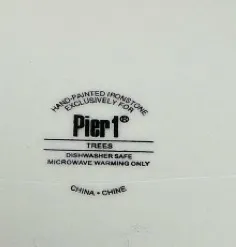 HAND-PAINTED IRONSTONE
EXCLUSIVELY FOR
Pier 1®
TREES
DISHWASHER SAFE
MICROWAVE WARMING ONLY
CHINA • CHINE